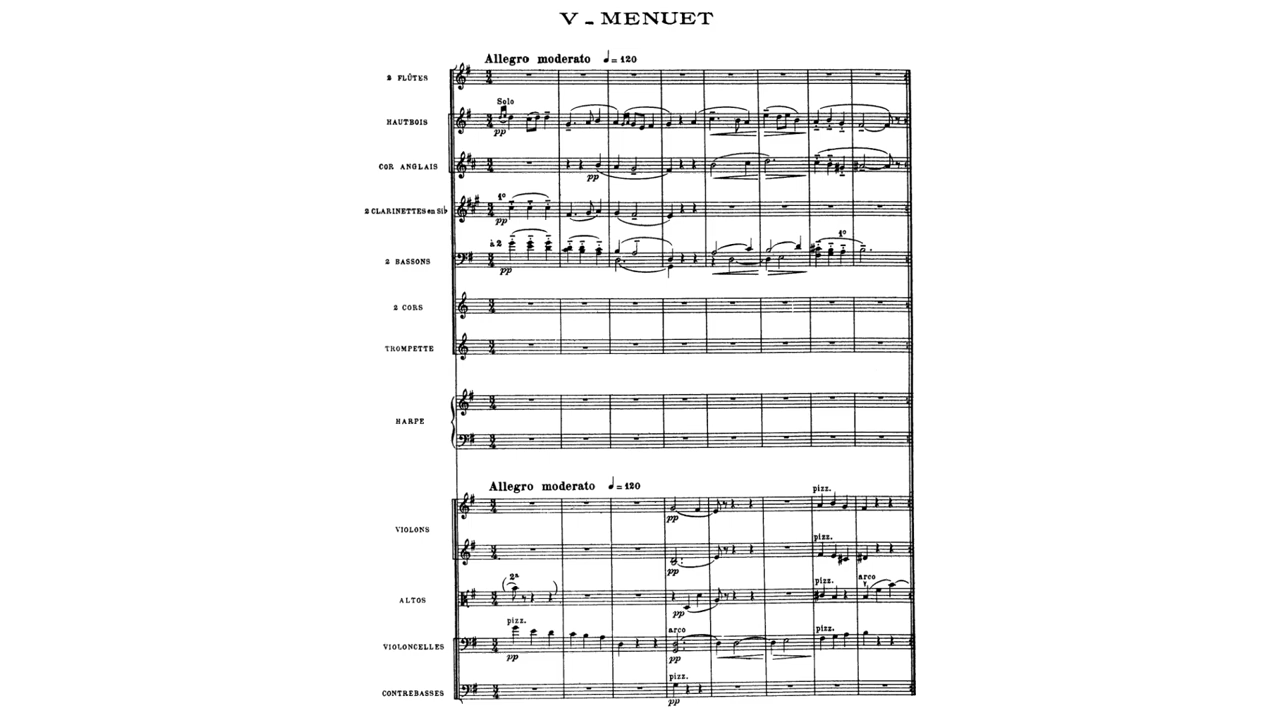 V - MENUET
Allegro moderato ♩= 120
2 FLÛTES
Solo
HAUTBOIS
pp
COR ANGLAIS
pp
1º
2 CLARINETTES en Si♭
pp
à 2
1º
2 BASSONS
pp
2 CORS
TROMPETTE
HARPE
Allegro moderato ♩= 120
pizz.
VIOLONS
pp
pizz.
pp
2ª
pizz.
arco
ALTOS
pp
pizz.
arco
pizz.
VIOLONCELLES
pp
pp
pizz.
CONTREBASSES
pp